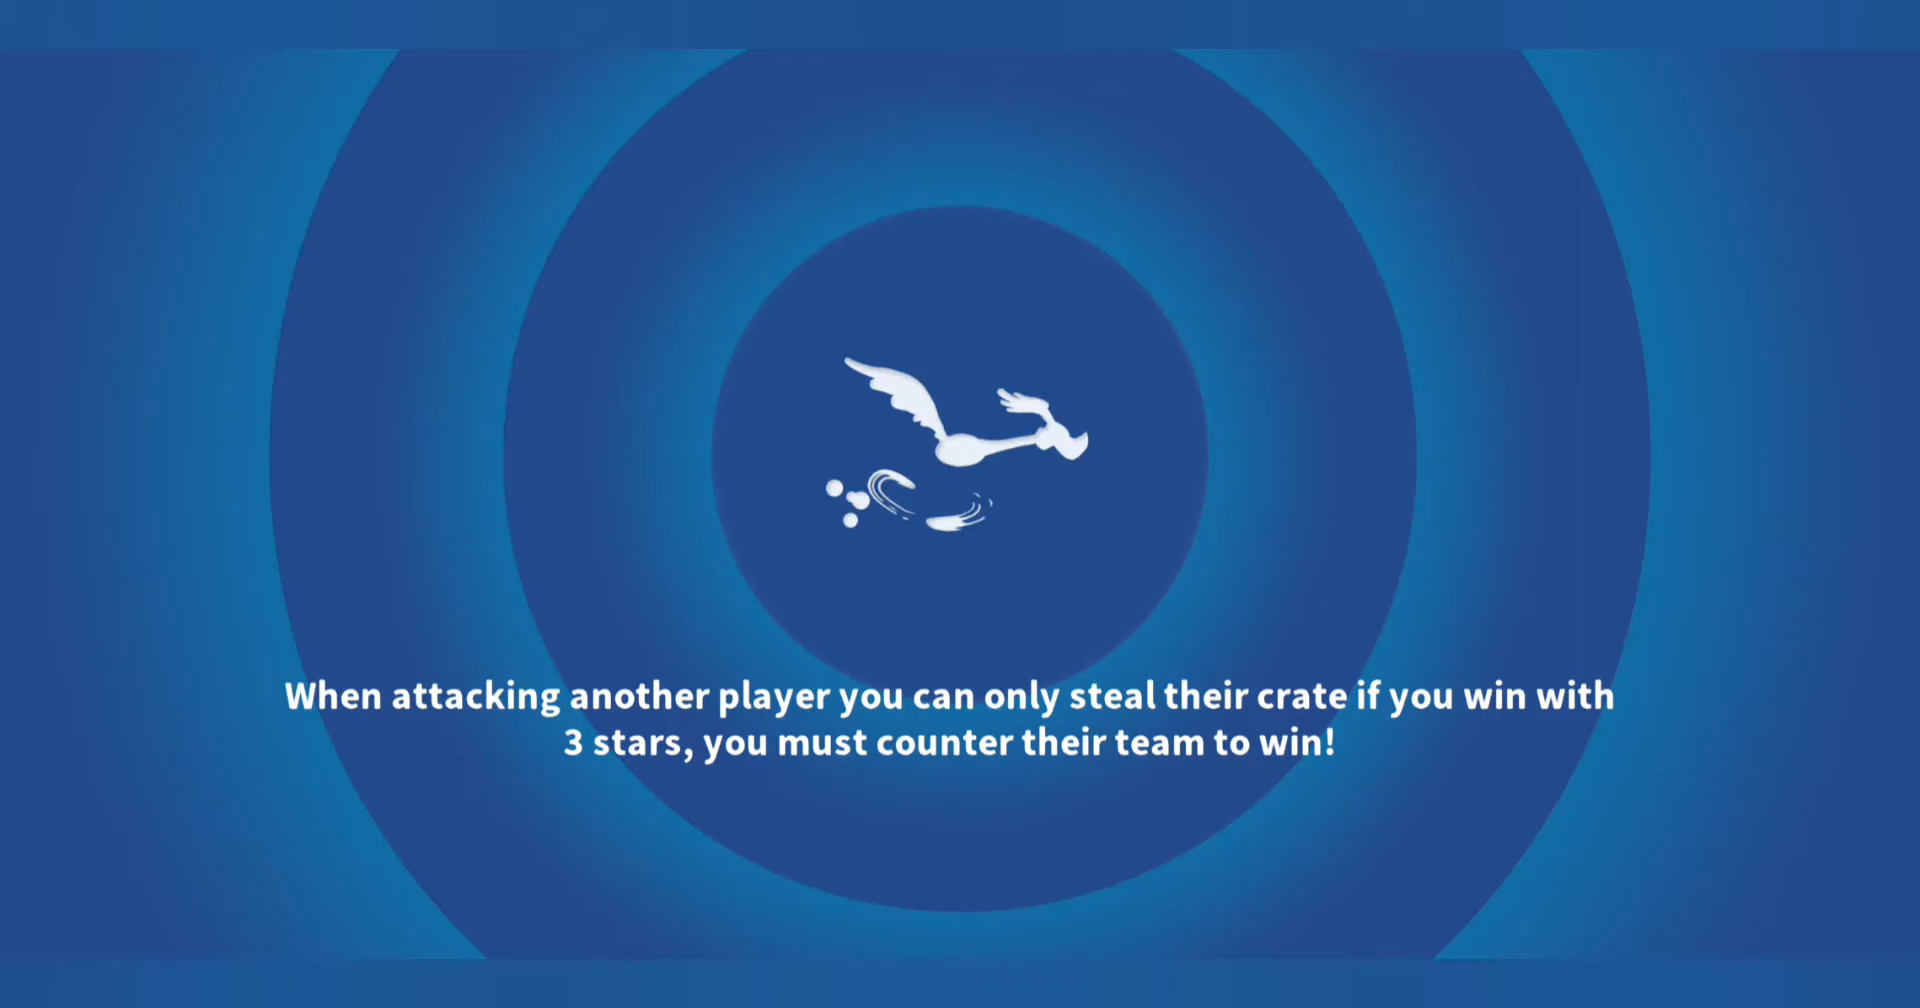 When attacking another player you can only steal their crate if you win with
3 stars, you must counter their team to win!